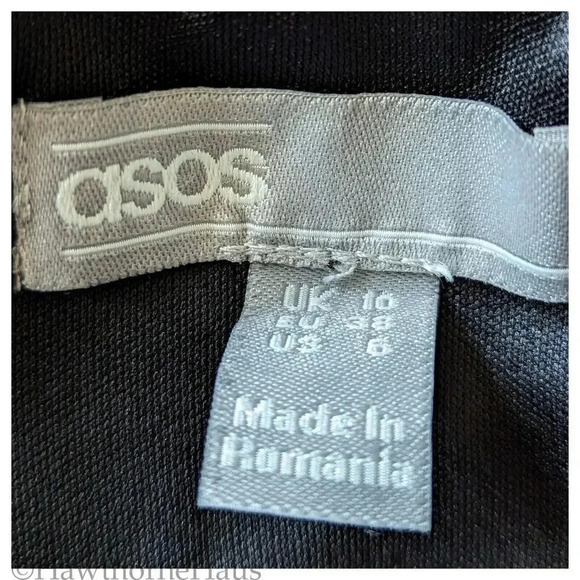 asos
UK 10
EU 38
US 6
Made In
Romania
©HawthorneHaus